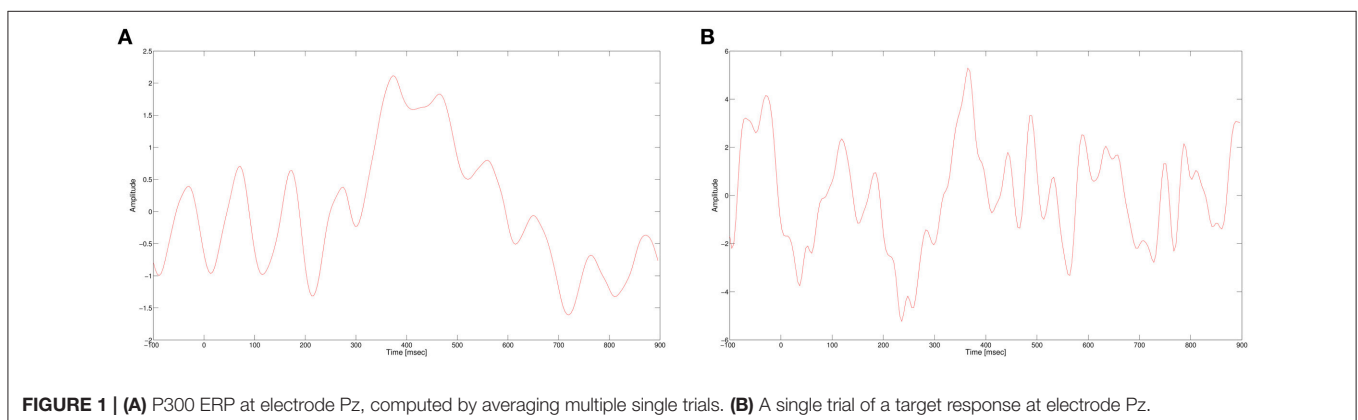 A
B
2.5
2
1.5
1
0.5
0
−0.5
−1
−1.5
−2
Amplitude
−100 0 100 200 300 400 500 600 700 800 900
Time [msec]
6
4
2
0
−2
−4
−6
Amplitude
−100 0 100 200 300 400 500 600 700 800 900
Time [msec]
FIGURE 1 | (A) P300 ERP at electrode Pz, computed by averaging multiple single trials. (B) A single trial of a target response at electrode Pz.